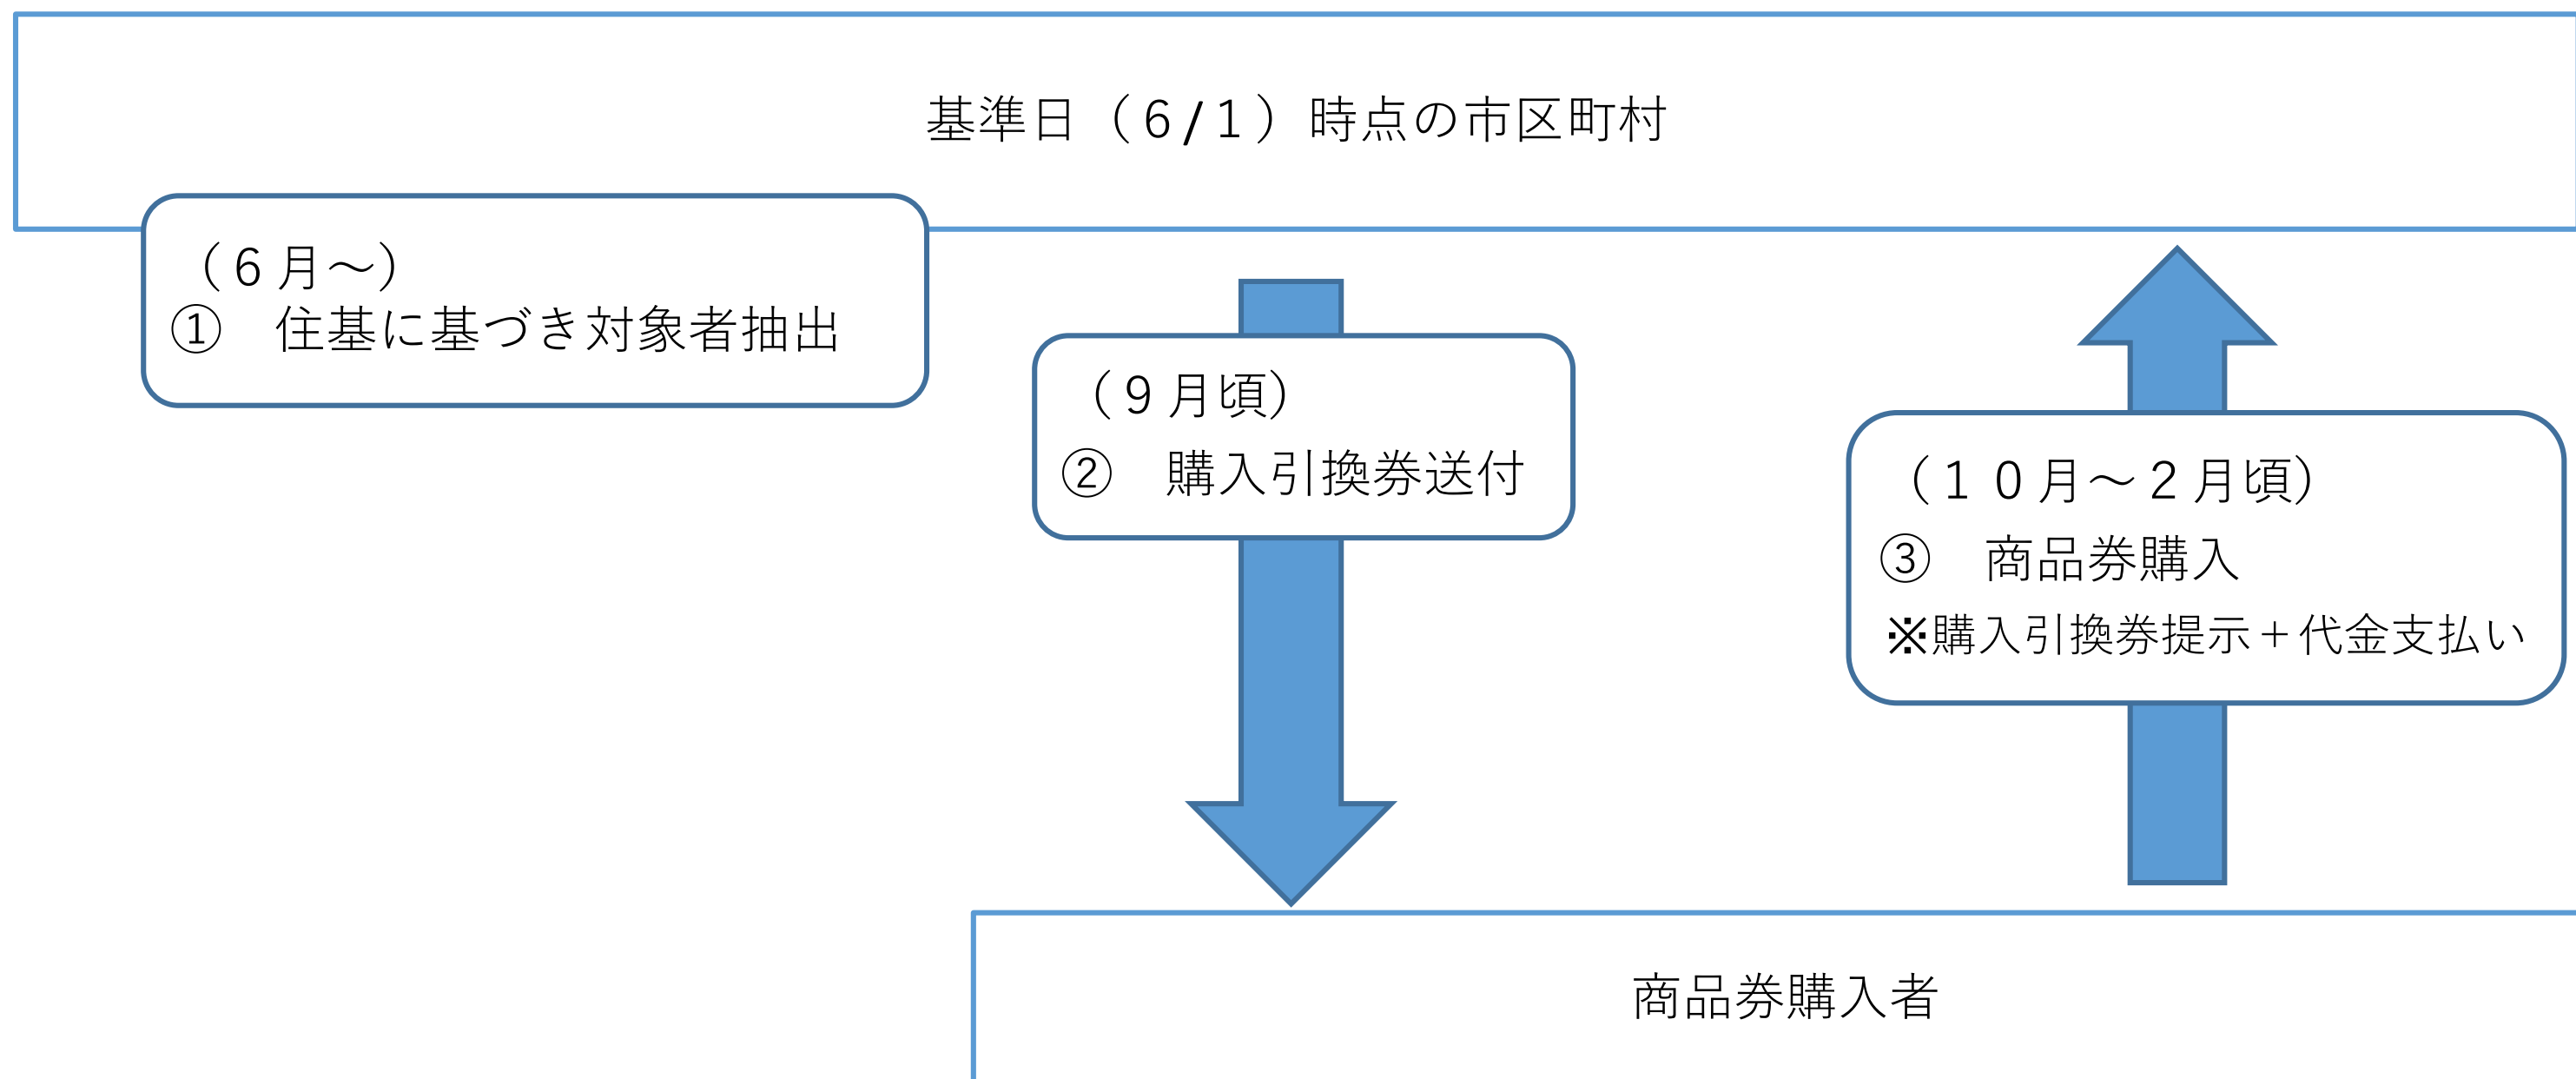 基準日（６/１）時点の市区町村
（６月～）
①　住基に基づき対象者抽出
（９月頃）
②　購入引換券送付
（１０月～２月頃）
③　商品券購入
※購入引換券提示＋代金支払い
商品券購入者